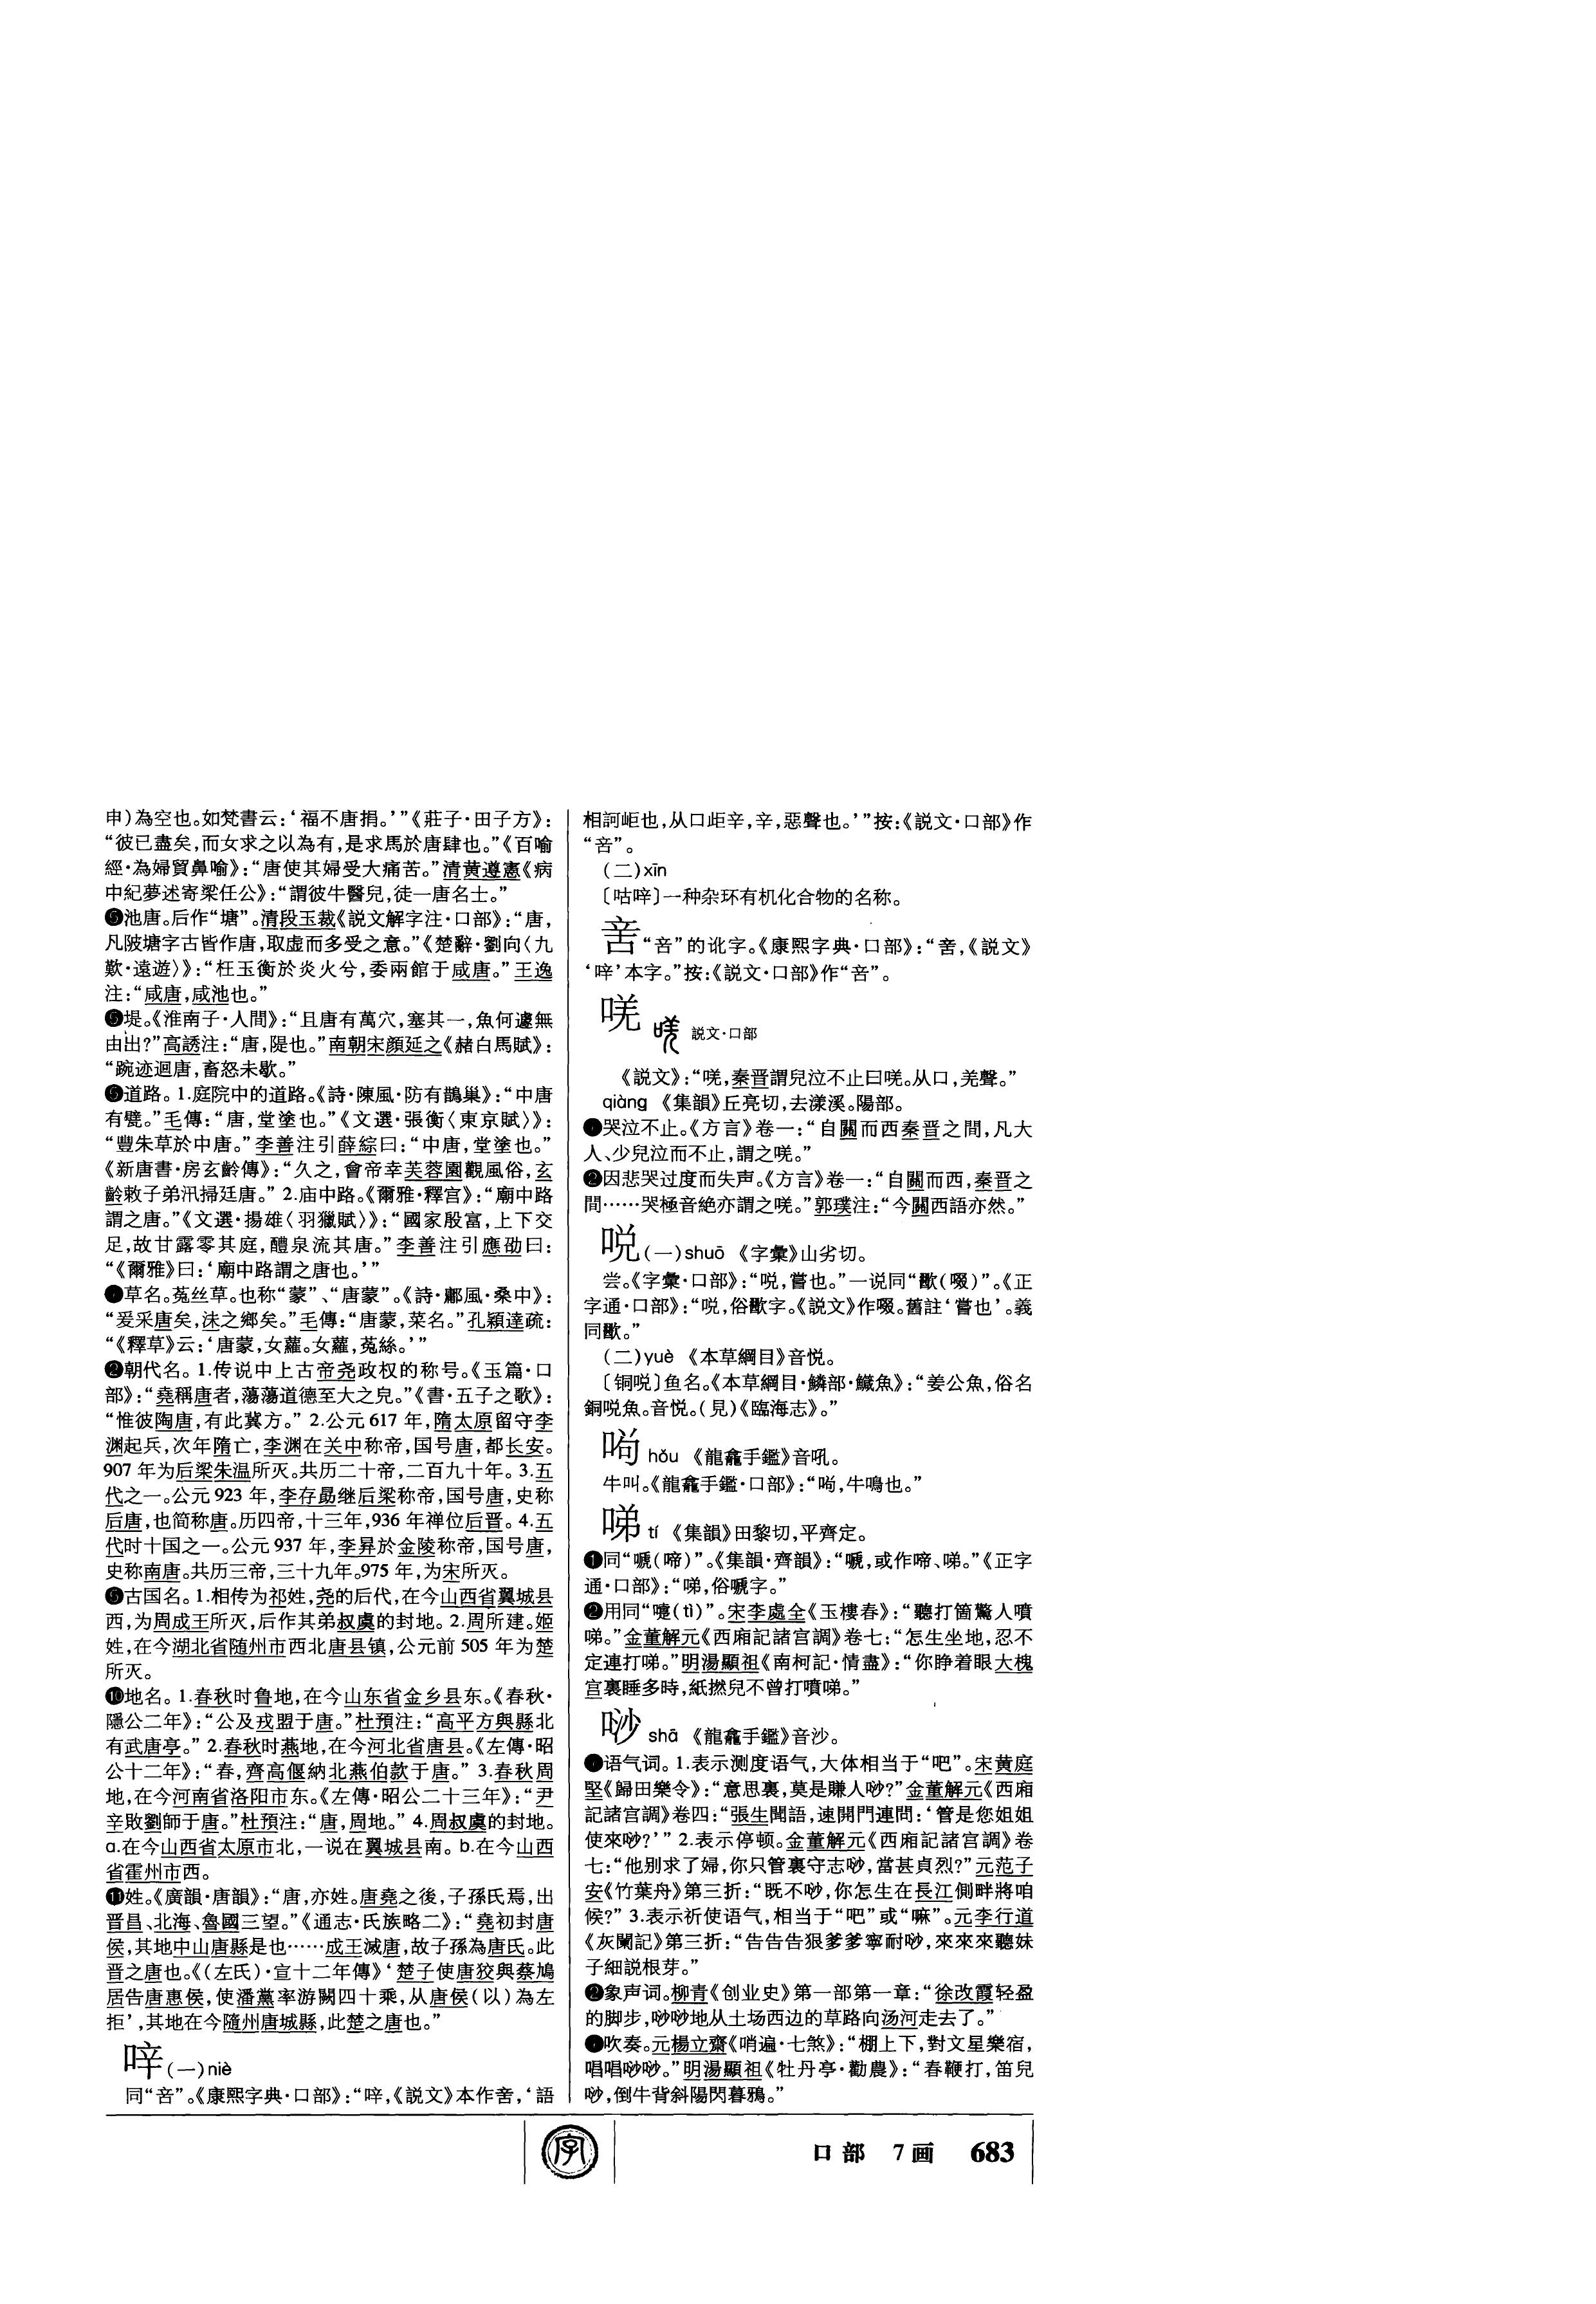 申）為空也。如梵書云：‘福不唐捐。’”《莊子·田子方》：
“彼已盡矣，而女求之以為有，是求馬於唐肆也。”《百喻
經·為婦貿鼻喻》：“唐使其婦受大痛苦。”清黄遵憲《病
中紀夢述寄梁任公》：“謂彼牛醫兒，徒一唐名士。”
池唐。后作“塘”。清段玉裁《説文解字注·口部》：“唐，
凡陂塘字古皆作唐，取虚而多受之意。”《楚辭·劉向〈九
歎·遠遊〉》：“枉玉衡於炎火兮，委兩館于咸唐。”王逸
注：“咸唐，咸池也。”
堤。《淮南子·人間》：“且唐有萬穴，塞其一，魚何遽無
由出？”高誘注：“唐，隄也。”南朝宋顔延之《赭白馬賦》：
“踠迹迴唐，畜怒未歇。”
道路。1.庭院中的道路。《詩·陳風·防有鵲巢》：“中唐
有甓。”毛傳：“唐，堂塗也。”《文選·張衡〈東京賦〉》：
“豐朱草於中唐。”李善注引薛綜曰：“中唐，堂塗也。”
《新唐書·房玄齡傳》：“久之，會帝幸芙蓉園觀風俗，玄
齡敕子弟汛掃廷唐。”2.庙中路。《爾雅·釋宫》：“廟中路
謂之唐。”《文選·揚雄〈羽獵賦〉》：“國家殷富，上下交
足，故甘露零其庭，醴泉流其唐。”李善注引應劭曰：
“《爾雅》曰：‘廟中路謂之唐也。’”
草名。菟丝草。也称“蒙”、“唐蒙”。《詩·鄘風·桑中》：
“爰采唐矣，沬之鄉矣。”毛傳：“唐蒙，菜名。”孔穎達疏：
“《釋草》云：‘唐蒙，女蘿。女蘿，菟絲。’”
朝代名。1.传说中上古帝尧政权的称号。《玉篇·口
部》：“堯稱唐者，蕩蕩道德至大之皃。”《書·五子之歌》：
“惟彼陶唐，有此冀方。”2.公元617年，隋太原留守李
渊起兵，次年隋亡，李渊在关中称帝，国号唐，都长安。
907年为后梁朱温所灭。共历二十帝，二百九十年。3.五
代之一。公元923年，李存勗继后梁称帝，国号唐，史称
后唐，也简称唐。历四帝，十三年，936年禅位后晋。4.五
代时十国之一。公元937年，李昪於金陵称帝，国号唐，
史称南唐。共历三帝，三十九年。975年，为宋所灭。
古国名。1.相传为祁姓，尧的后代，在今山西省翼城县
西，为周成王所灭，后作其弟叔虞的封地。2.周所建。姬
姓，在今湖北省随州市西北唐县镇，公元前505年为楚
所灭。
⑩地名。1.春秋时鲁地，在今山东省金乡县东。《春秋·
隱公二年》：“公及戎盟于唐。”杜預注：“高平方與縣北
有武唐亭。”2.春秋时燕地，在今河北省唐县。《左傳·昭
公十二年》：“春，齊高偃納北燕伯款于唐。”3.春秋周
地，在今河南省洛阳市东。《左傳·昭公二十三年》：“尹
辛敗劉師于唐。”杜預注：“唐，周地。”4.周叔虞的封地。
a.在今山西省太原市北，一说在翼城县南。b.在今山西
省霍州市西。
⑪姓。《廣韻·唐韻》：“唐，亦姓。唐堯之後，子孫氏焉，出
晋昌、北海、魯國三望。”《通志·氏族略二》：“堯初封唐
侯，其地中山唐縣是也……成王滅唐，故子孫為唐氏。此
晋之唐也。《（左氏）·宣十二年傳》‘楚子使唐狡與蔡鳩
居告唐惠侯，使潘黨率游闕四十乘，从唐侯（以）為左
拒’，其地在今隨州唐城縣，此楚之唐也。”
啐（一）niè
同“咅”。《康熙字典·口部》：“啐，《説文》本作㖕，‘語
相訶岠也，从口歫辛，辛，惡聲也。’”按：《説文·口部》作
“咅”。
（二）xīn
〔咕啐〕一种杂环有机化合物的名称。
“咅”的讹字。《康熙字典·口部》：“㖕，《説文》
‘啐’本字。”按：《説文·口部》作“咅”。
唴 説文·口部
《説文》：“唴，秦晋謂兒泣不止曰唴。从口，羌聲。”
qiàng 《集韻》丘亮切，去漾溪。陽部。
哭泣不止。《方言》卷一：“自關而西秦晋之間，凡大
人、少兒泣而不止，謂之唴。”
❷因悲哭过度而失声。《方言》卷一：“自關而西，秦晋之
間……哭極音絶亦謂之唴。”郭璞注：“今關西語亦然。”
哾（一）shuō 《字彙》山劣切。
尝。《字彙·口部》：“哾，嘗也。”一说同“歠（啜）”。《正
字通·口部》：“哾，俗歠字。《説文》作啜。舊註‘嘗也’。義
同歠。”
（二）yuè 《本草綱目》音悦。
〔铜哾〕鱼名。《本草綱目·鱗部·鱵魚》：“姜公魚，俗名
銅哾魚。音悦。（見）《臨海志》。”
hǒu 《龍龕手鑑》音吼。
牛叫。《龍龕手鑑·口部》：“㖃，牛鳴也。”
唏 tí 《集韻》田黎切，平齊定。
❶同“嗁（啼）”。《集韻·齊韻》：“嗁，或作啼、㖒。”《正字
通·口部》：“㖒，俗嗁字。”
❷用同“嚏（tì）”。宋李處全《玉樓春》：“聽打箇驚人噴
㖒。”金董解元《西廂記諸宫調》卷七：“怎生坐地，忍不
定連打㖒。”明湯顯祖《南柯記·情盡》：“你睁着眼大槐
宫裏睡多時，紙撚兒不曾打噴㖒。”
唦 shā 《龍龕手鑑》音沙。
语气词。1.表示测度语气，大体相当于“吧”。宋黄庭
堅《歸田樂令》：“意思裏，莫是賺人唦？”金董解元《西廂
記諸宫調》卷四：“張生聞語，速開門連問：‘管是您姐姐
使來唦？’”2.表示停顿。金董解元《西廂記諸宫調》卷
七：“他别求了婦，你只管裏守志唦，當甚貞烈？”元范子
安《竹葉舟》第三折：“既不唦，你怎生在長江側畔將咱
候？”3.表示祈使语气，相当于“吧”或“嘛”。元李行道
《灰闌記》第三折：“告告告狠爹爹寧耐唦，來來來聽妹
子細説根芽。”
❷象声词。柳青《创业史》第一部第一章：“徐改霞轻盈
的脚步，唦唦地从土场西边的草路向汤河走去了。”
吹奏。元楊立齋《哨遍·七煞》：“棚上下，對文星樂宿，
唱唱唦唦。”明湯顯祖《牡丹亭·勸農》：“春鞭打，笛兒
唦，倒牛背斜陽閃暮鴉。”
字
口部 7画 683